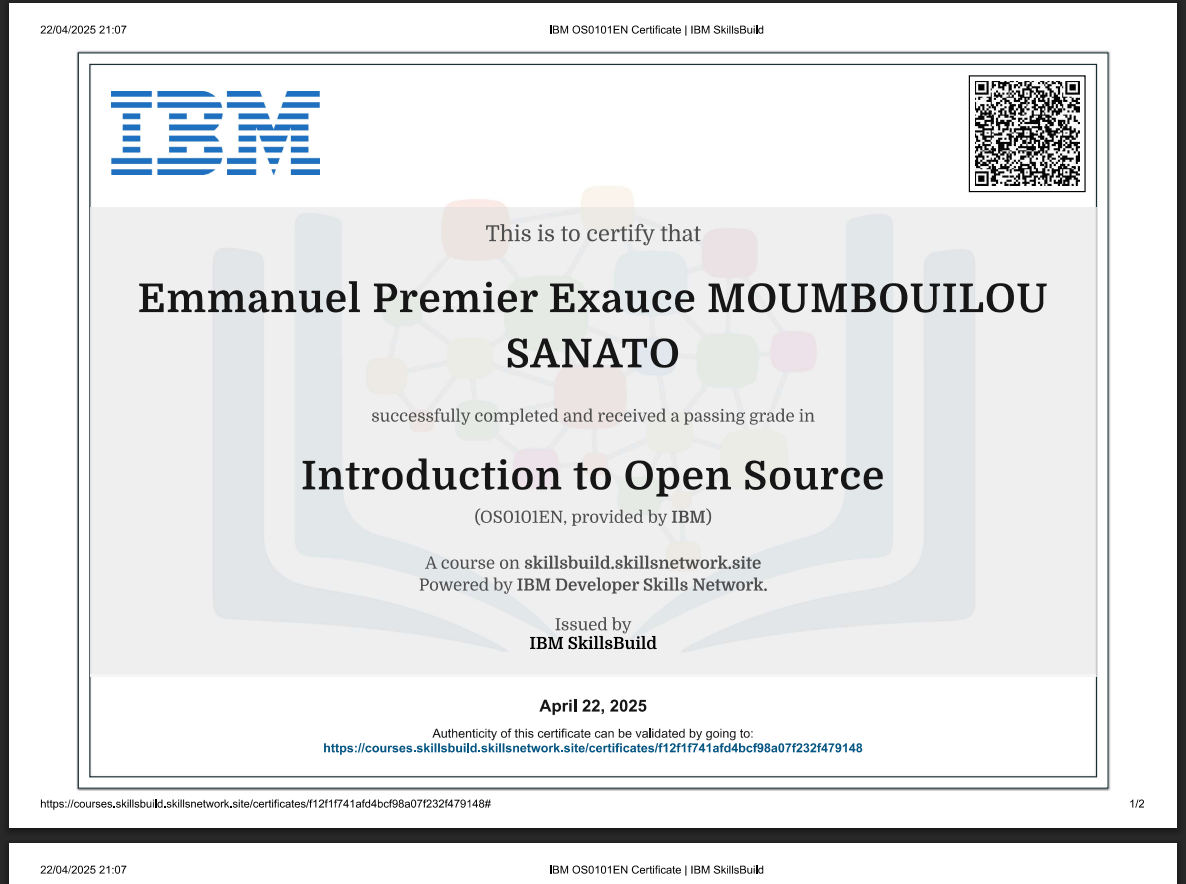 22/04/2025 21:07 IBM OS0101EN Certificate | IBM SkillsBuild
IBM
This is to certify that
Emmanuel Premier Exauce MOUMBOUILOU
SANATO
successfully completed and received a passing grade in
Introduction to Open Source
(OS0101EN, provided by IBM)
A course on skillsbuild.skillsnetwork.site
Powered by IBM Developer Skills Network.
Issued by
IBM SkillsBuild
April 22, 2025
Authenticity of this certificate can be validated by going to:
https://courses.skillsbuild.skillsnetwork.site/certificates/f12f1f741afd4bcf98a07f232f479148
https://courses.skillsbuild.skillsnetwork.site/certificates/f12f1f741afd4bcf98a07f232f479148# 1/2
22/04/2025 21:07 IBM OS0101EN Certificate | IBM SkillsBuild